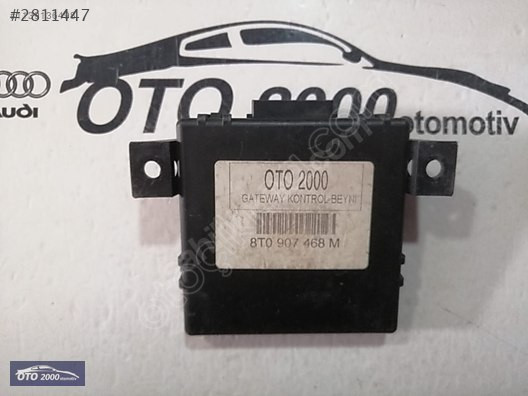 #2811447
AUDI
OTO 2000
otomotiv
OTO 2000
GATEWAY KONTROL-BEYNİ
8T0 907 468 M
OTO 2000